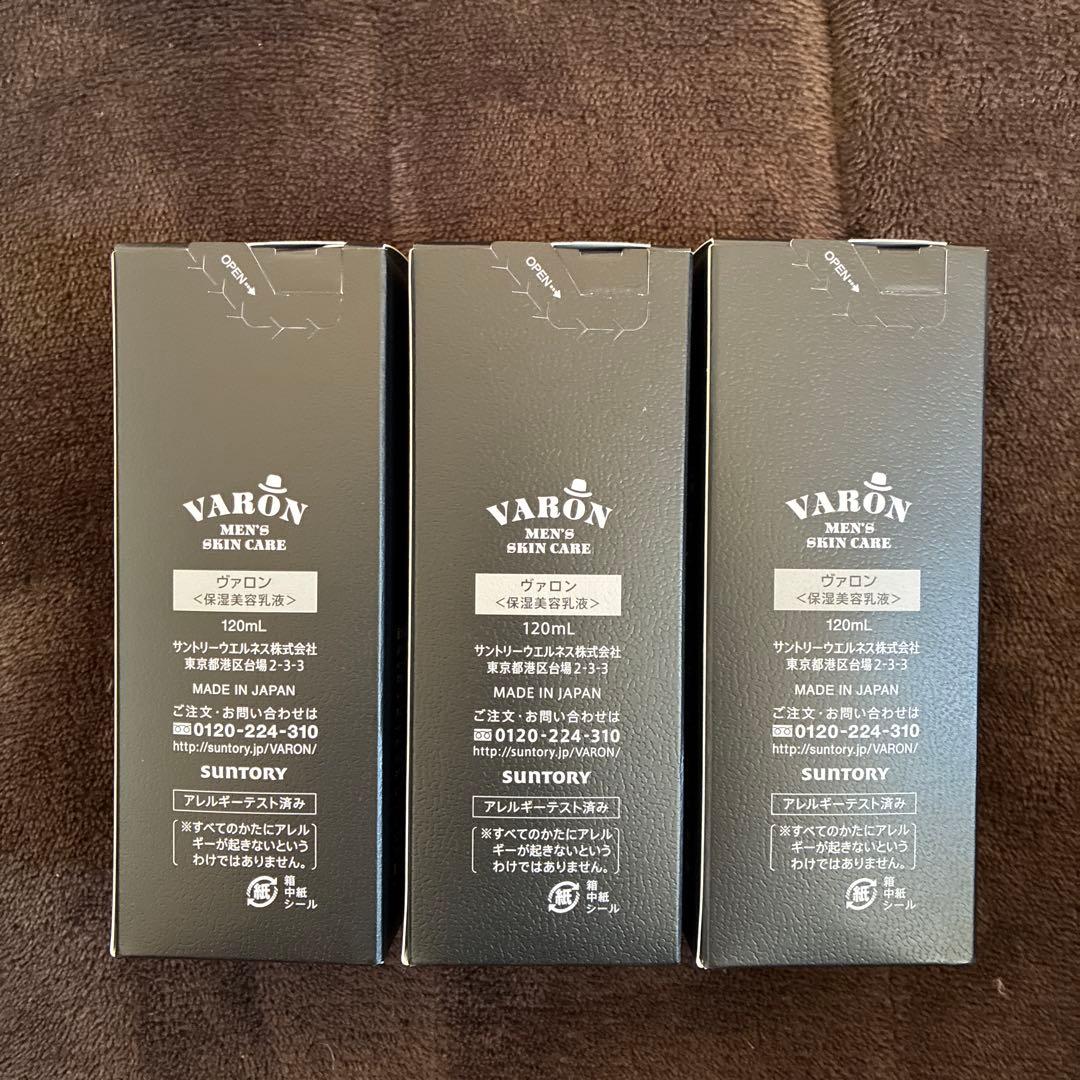 OPEN
VARON
MEN'S
SKIN CARE
ヴァロン
<保湿美容乳液>
120mL
サントリーウエルネス株式会社
東京都港区台場2-3-3
MADE IN JAPAN
ご注文・お問い合わせは
0120-224-310
http://suntory.jp/VARON/
SUNTORY
アレルギーテスト済み
※すべてのかたにアレル
ギーが起きないという
わけではありません。
紙
箱
中紙
シール
OPEN
VARON
MEN'S
SKIN CARE
ヴァロン
<保湿美容乳液>
120mL
サントリーウエルネス株式会社
東京都港区台場2-3-3
MADE IN JAPAN
ご注文・お問い合わせは
0120-224-310
http://suntory.jp/VARON/
SUNTORY
アレルギーテスト済み
※すべてのかたにアレル
ギーが起きないという
わけではありません。
紙
箱
中紙
シール
OPEN
VARON
MEN'S
SKIN CARE
ヴァロン
<保湿美容乳液>
120mL
サントリーウエルネス株式会社
東京都港区台場2-3-3
MADE IN JAPAN
ご注文・お問い合わせは
0120-224-310
http://suntory.jp/VARON/
SUNTORY
アレルギーテスト済み
※すべてのかたにアレル
ギーが起きないという
わけではありません。
紙
箱
中紙
シール